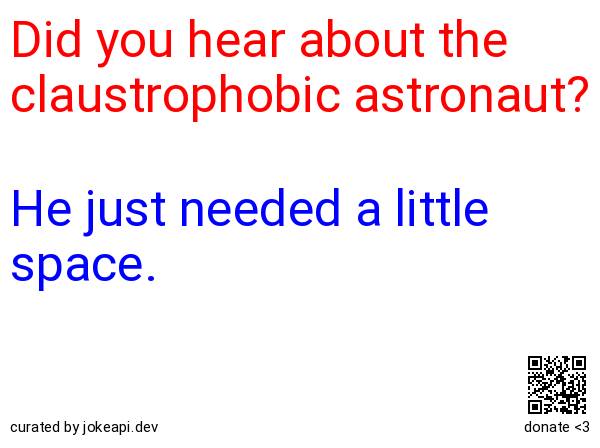 Did you hear about the
claustrophobic astronaut?
He just needed a little
space.
curated by jokeapi.dev
donate <3